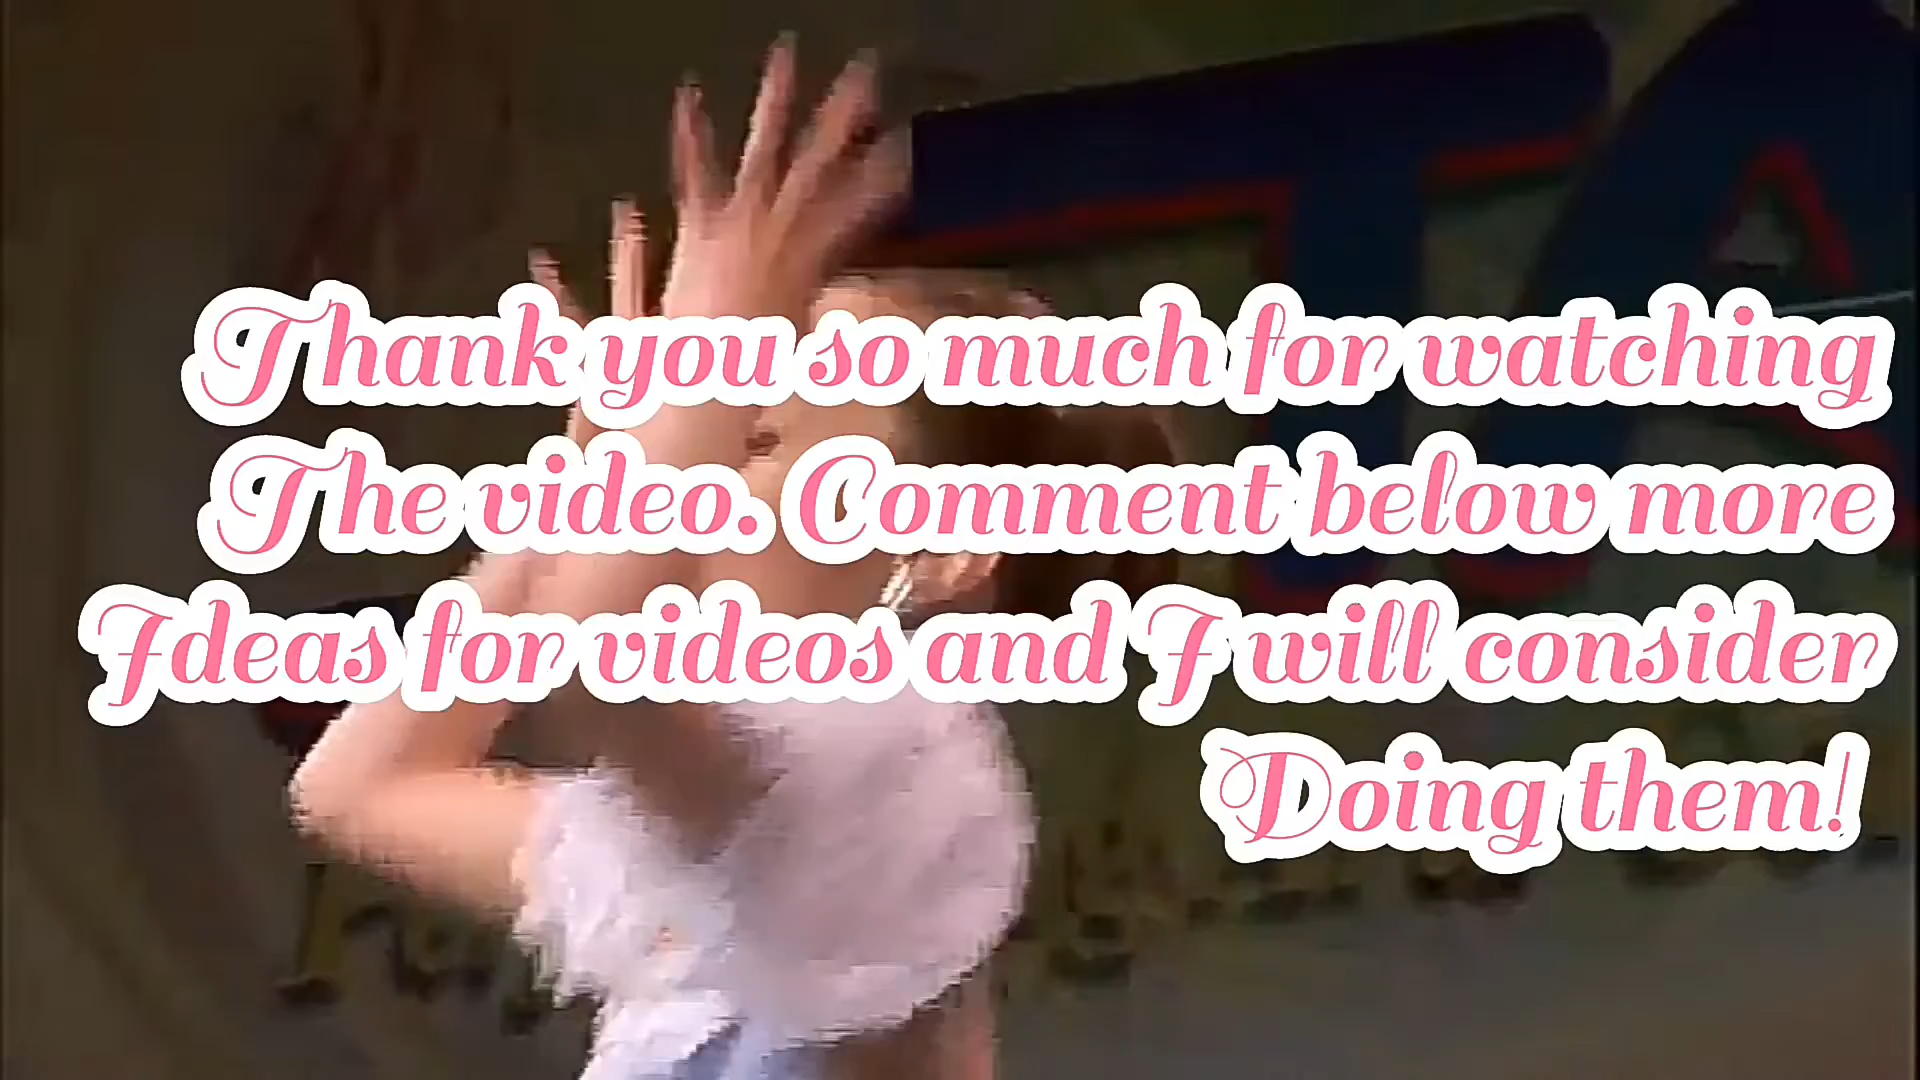 Thank you so much for watching
The video. Comment below more
Ideas for videos and I will consider
Doing them!